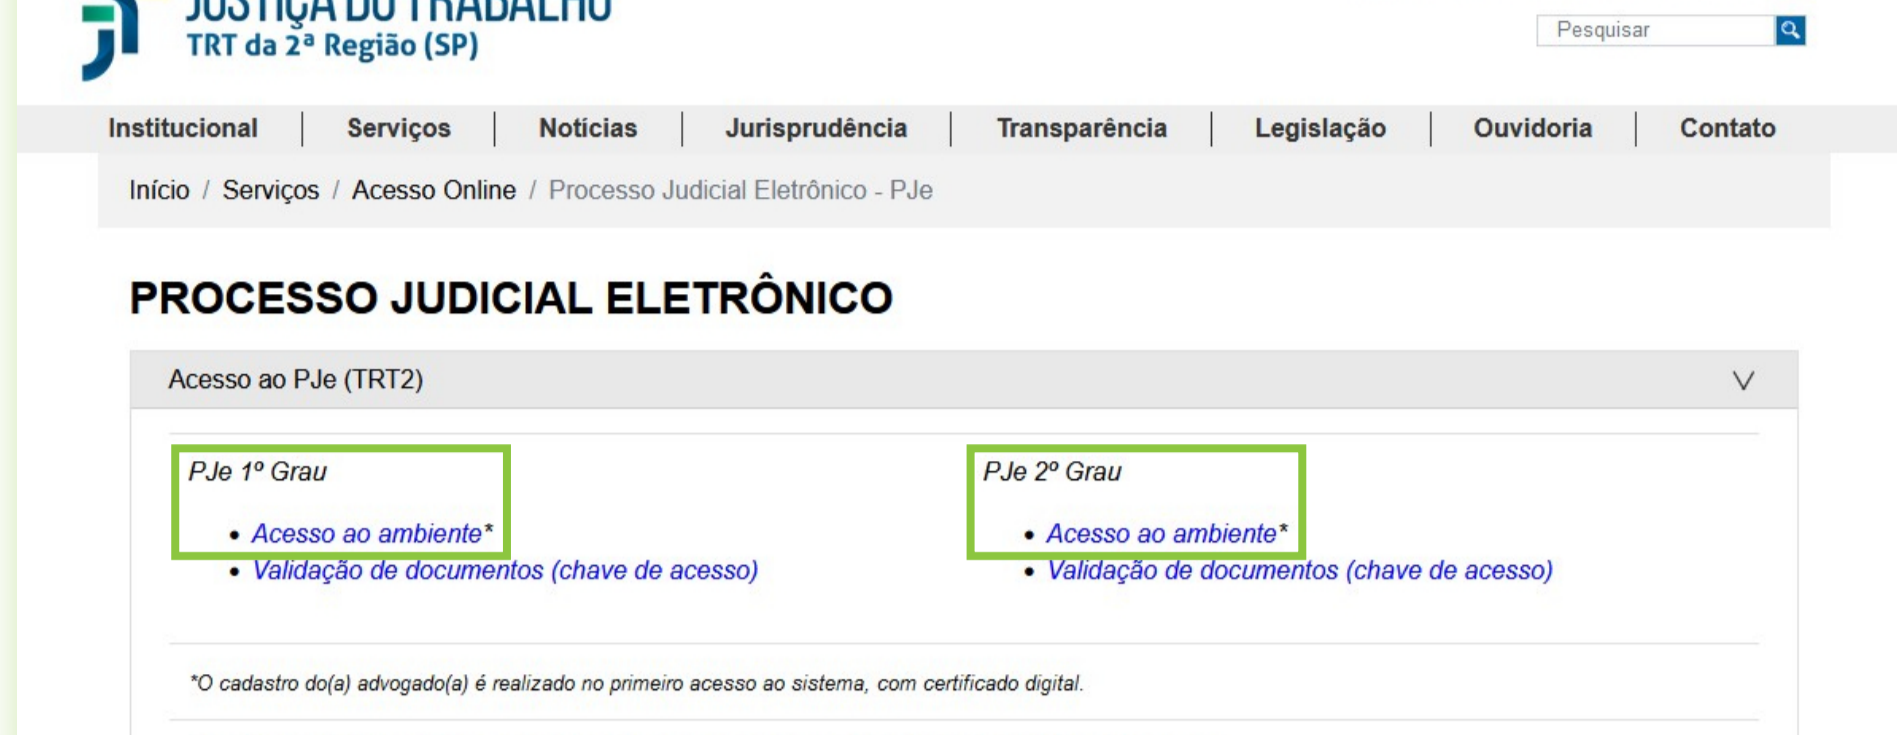 JUSTIÇA DO TRABALHO
TRT da 2ª Região (SP)
Pesquisar
Institucional | Serviços | Notícias | Jurisprudência | Transparência | Legislação | Ouvidoria | Contato
Início / Serviços / Acesso Online / Processo Judicial Eletrônico - PJe
PROCESSO JUDICIAL ELETRÔNICO
Acesso ao PJe (TRT2)
PJe 1º Grau
• Acesso ao ambiente*
• Validação de documentos (chave de acesso)
PJe 2º Grau
• Acesso ao ambiente*
• Validação de documentos (chave de acesso)
*O cadastro do(a) advogado(a) é realizado no primeiro acesso ao sistema, com certificado digital.